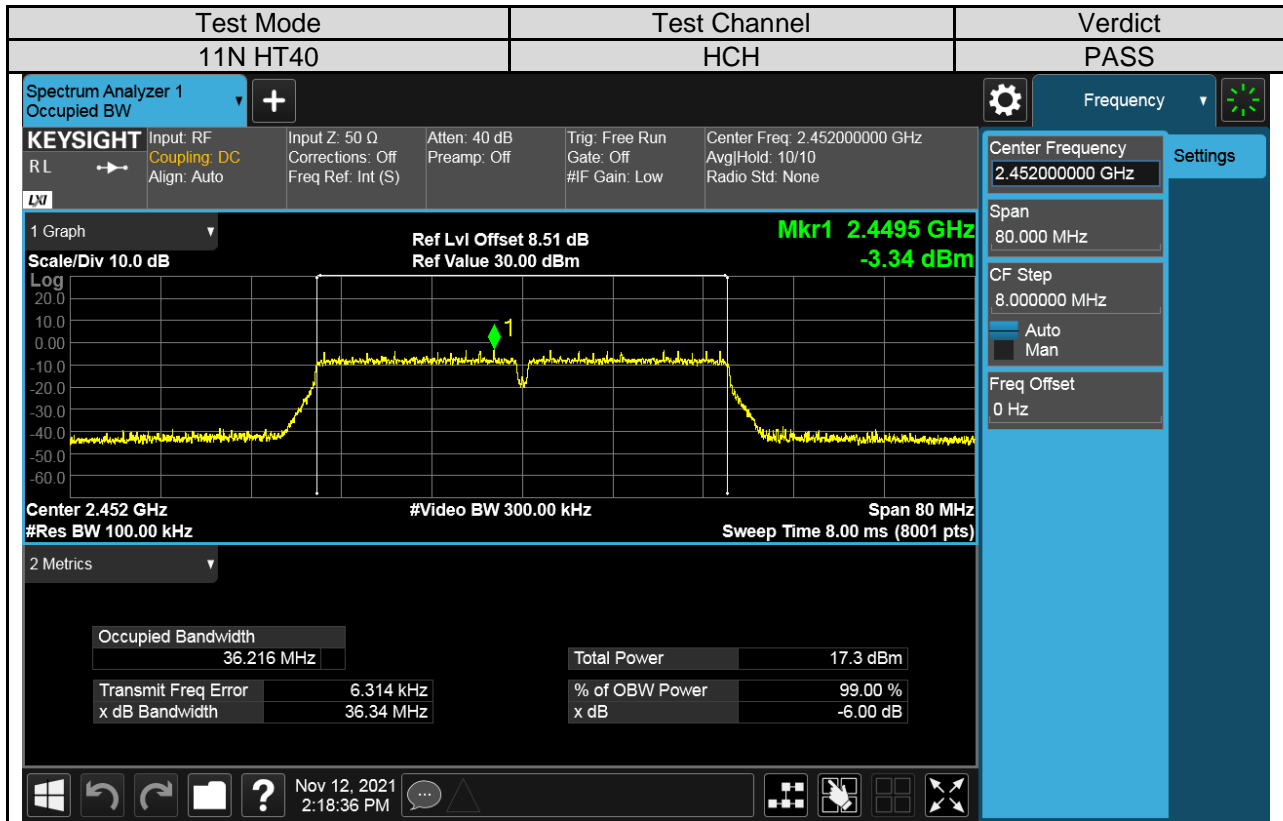 Test Mode Test Channel Verdict
11N HT40 HCH PASS
Spectrum Analyzer 1
Occupied BW
+
Frequency
KEYSIGHT Input: RF Input Z: 50 Ω Atten: 40 dB Trig: Free Run Center Freq: 2.452000000 GHz
RL Coupling: DC Corrections: Off Preamp: Off Gate: Off Avg|Hold: 10/10
Align: Auto Freq Ref: Int (S) #IF Gain: Low Radio Std: None
LXI
Center Frequency
2.452000000 GHz
Settings
Span
80.000 MHz
CF Step
8.000000 MHz
Auto
Man
Freq Offset
0 Hz
1 Graph Ref Lvl Offset 8.51 dB Mkr1 2.4495 GHz
Scale/Div 10.0 dB Ref Value 30.00 dBm -3.34 dBm
Log
20.0
10.0
1
0.00
-10.0
-20.0
-30.0
-40.0
-50.0
-60.0
Center 2.452 GHz #Video BW 300.00 kHz Span 80 MHz
#Res BW 100.00 kHz Sweep Time 8.00 ms (8001 pts)
2 Metrics
Occupied Bandwidth
36.216 MHz Total Power 17.3 dBm
Transmit Freq Error 6.314 kHz % of OBW Power 99.00 %
x dB Bandwidth 36.34 MHz x dB -6.00 dB
? Nov 12, 2021
2:18:36 PM